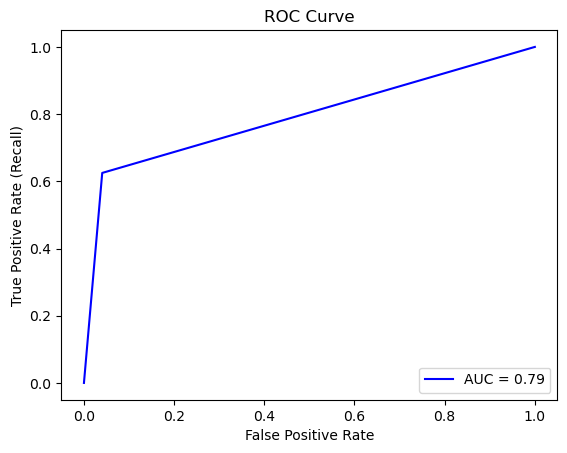 ROC Curve
True Positive Rate (Recall)
1.0
0.8
0.6
0.4
0.2
0.0
AUC = 0.79
0.0 0.2 0.4 0.6 0.8 1.0
False Positive Rate